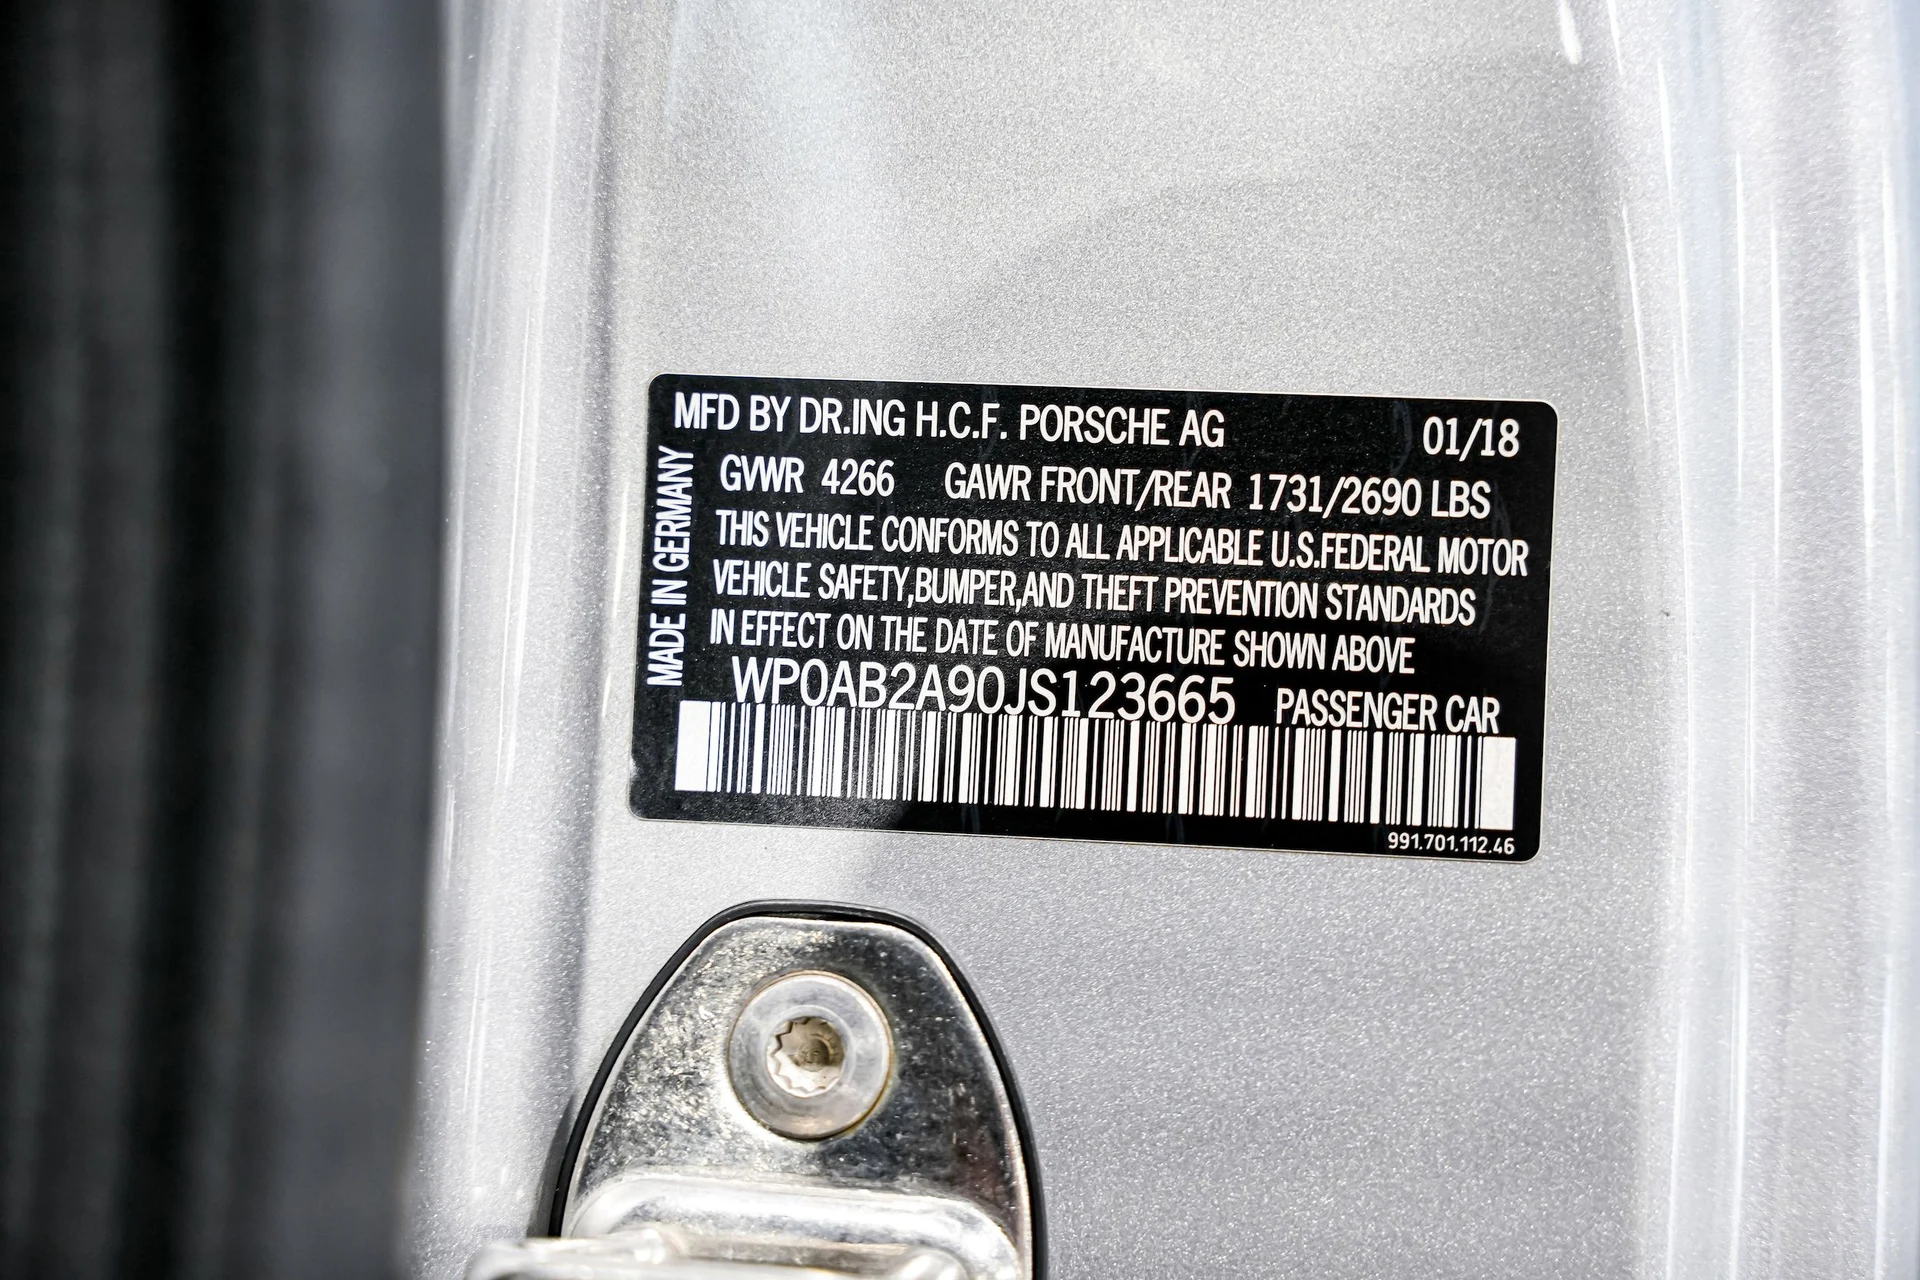 MFD BY DR.ING H.C.F. PORSCHE AG 01/18
GVWR 4266 GAWR FRONT/REAR 1731/2690 LBS
THIS VEHICLE CONFORMS TO ALL APPLICABLE U.S.FEDERAL MOTOR
VEHICLE SAFETY,BUMPER,AND THEFT PREVENTION STANDARDS
IN EFFECT ON THE DATE OF MANUFACTURE SHOWN ABOVE
WP0AB2A90JS123665 PASSENGER CAR
991.701.112.46
MADE IN GERMANY